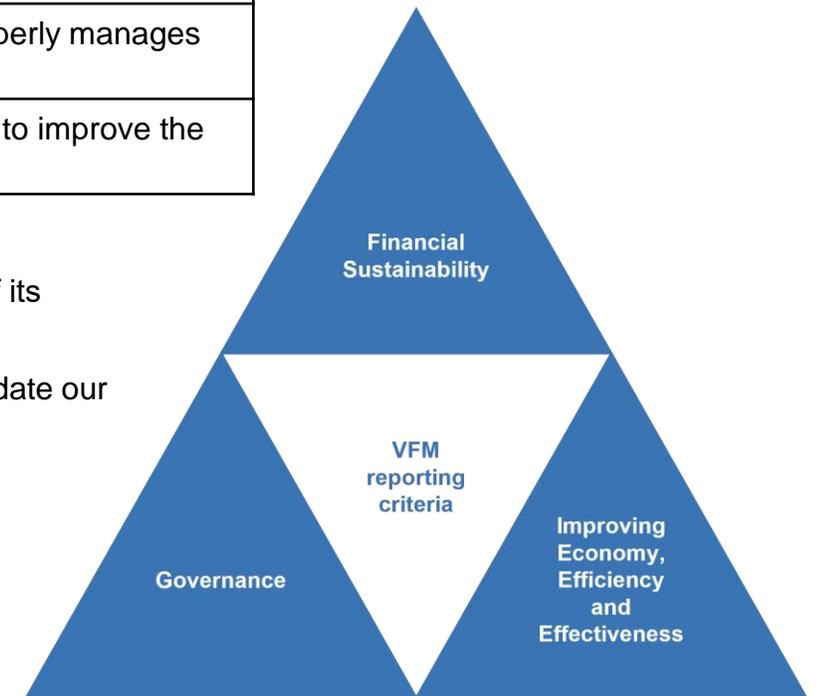 perly manages
to improve the
its
date our
Financial
Sustainability
VFM
reporting
criteria
Governance
Improving
Economy,
Efficiency
and
Effectiveness